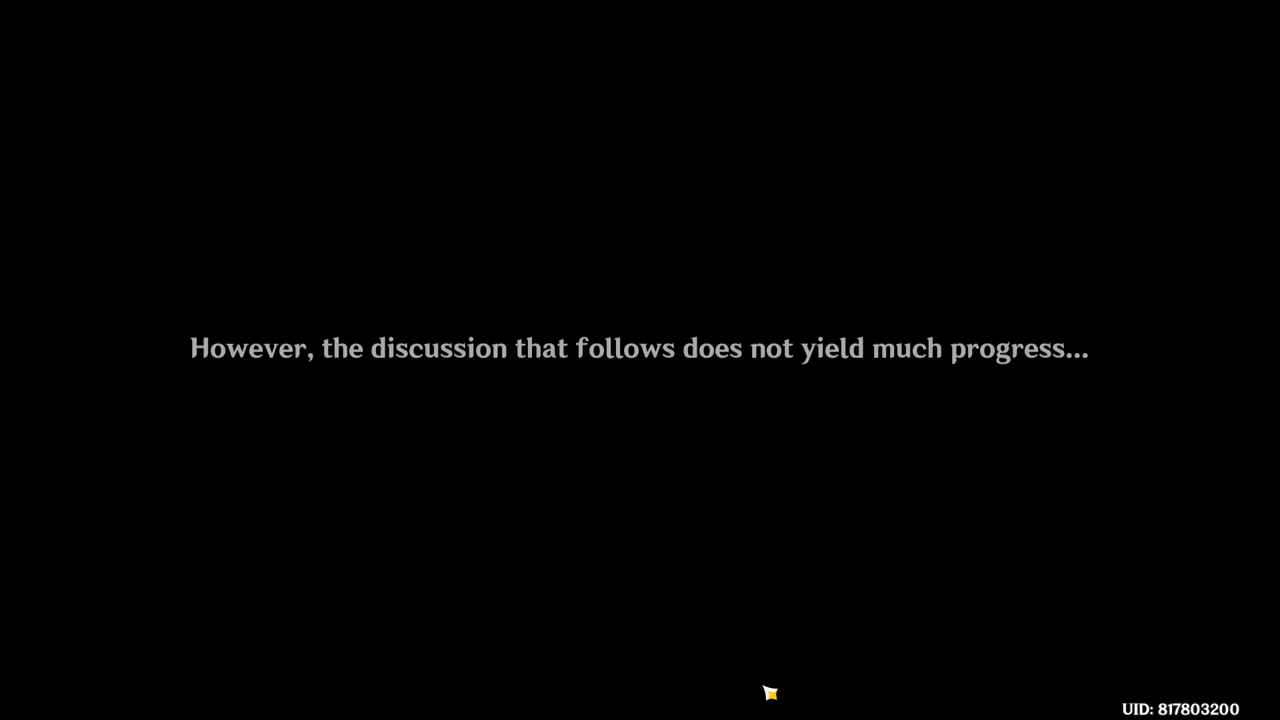 However, the discussion that follows does not yield much progress...
UID: 817803200